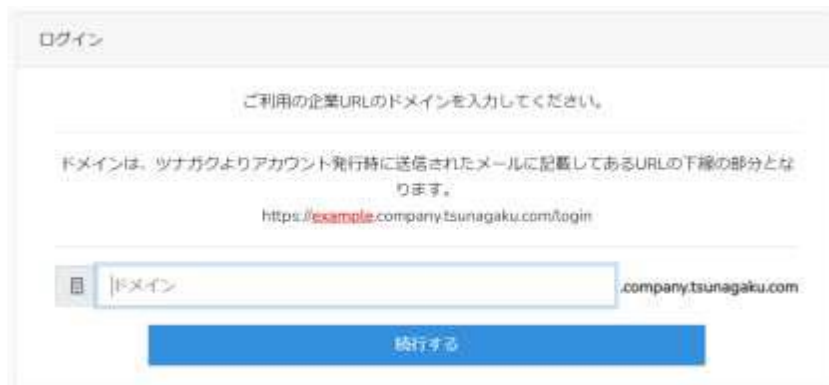 ログイン
ご利用の企業URLのドメインを入力してください。
ドメインは、ツナガクよりアカウント発行時に送信されたメールに記載してあるURLの下線の部分とな
ります。
https://example.company.tsunagaku.com/login
ドメイン .company.tsunagaku.com
続行する